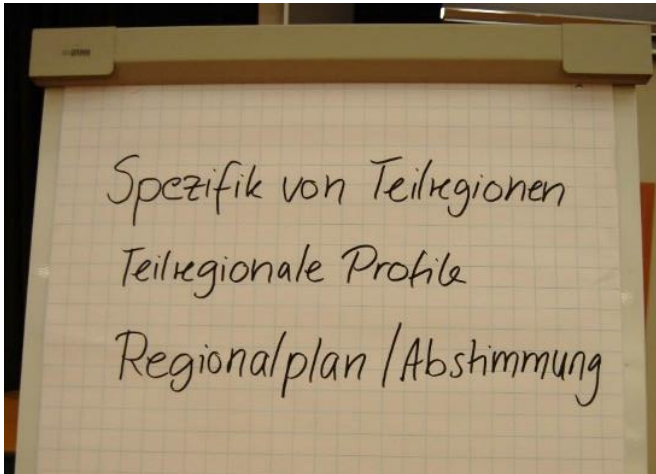 Spezifik von Teilregionen
Teilregionale Profile
Regionalplan / Abstimmung